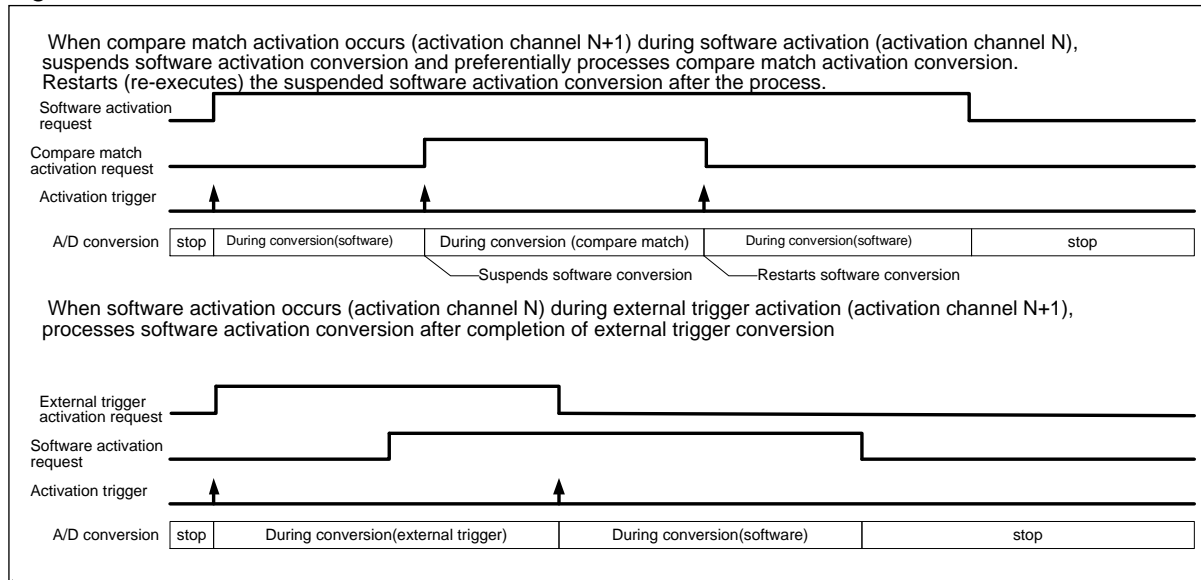 When compare match activation occurs (activation channel N+1) during software activation (activation channel N),
suspends software activation conversion and preferentially processes compare match activation conversion.
Restarts (re-executes) the suspended software activation conversion after the process.
Software activation
request
Compare match
activation request
Activation trigger
A/D conversion stop During conversion(software) During conversion (compare match) During conversion(software) stop
Suspends software conversion Restarts software conversion
When software activation occurs (activation channel N) during external trigger activation (activation channel N+1),
processes software activation conversion after completion of external trigger conversion
External trigger
activation request
Software activation
request
Activation trigger
A/D conversion stop During conversion(external trigger) During conversion(software) stop